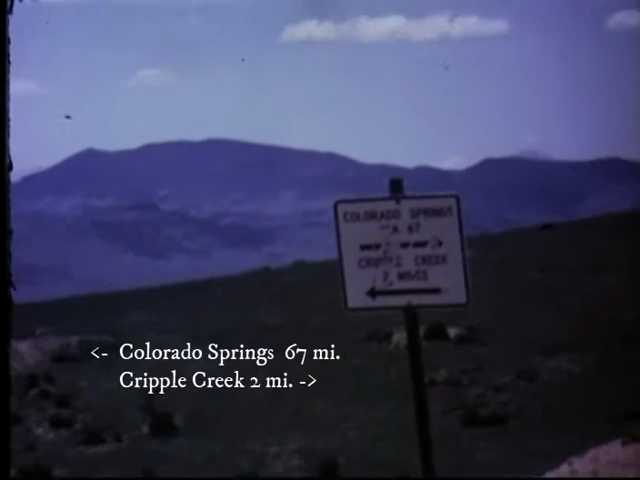 COLORADO SPRINGS
67
CRIPPLE CREEK
2 MILES
<- Colorado Springs 67 mi.
Cripple Creek 2 mi. ->